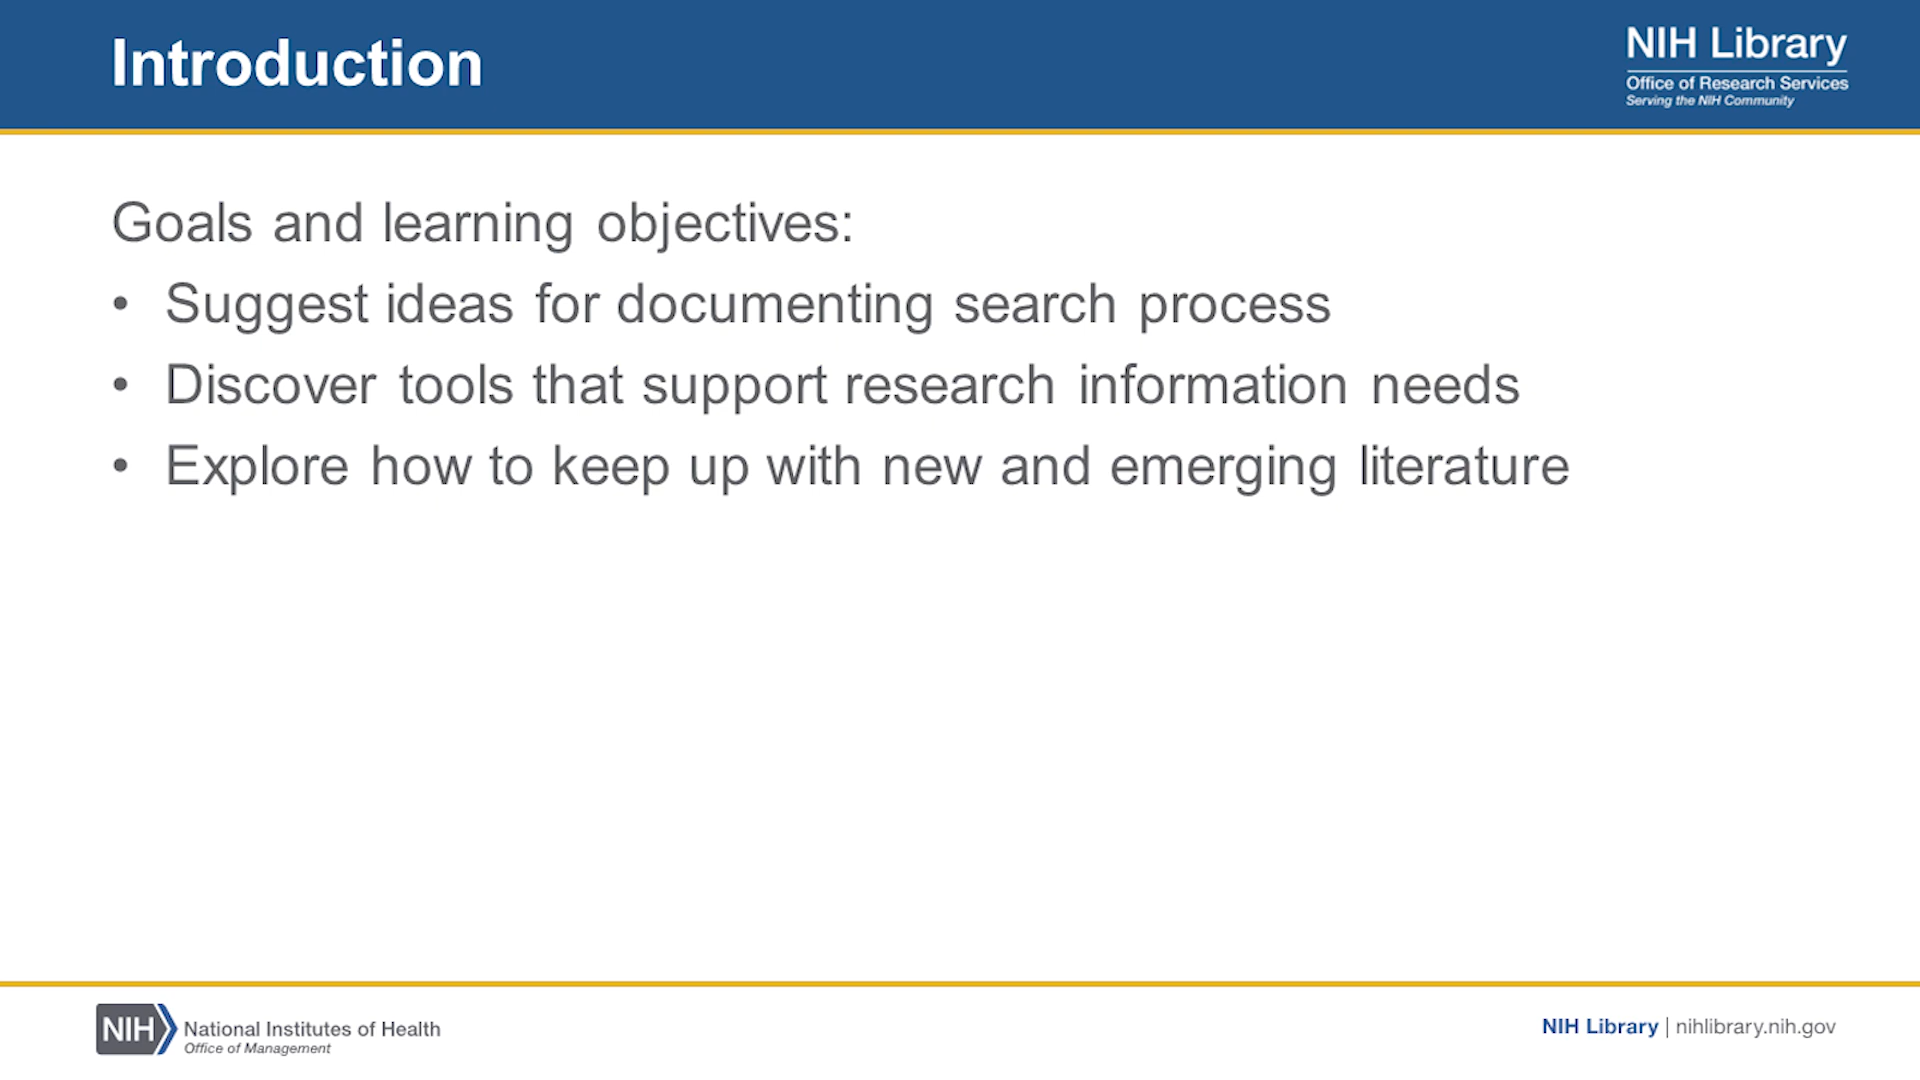 Introduction
NIH Library
Office of Research Services
Serving the NIH Community
Goals and learning objectives:
• Suggest ideas for documenting search process
• Discover tools that support research information needs
• Explore how to keep up with new and emerging literature
NIH National Institutes of Health
Office of Management
NIH Library | nihlibrary.nih.gov